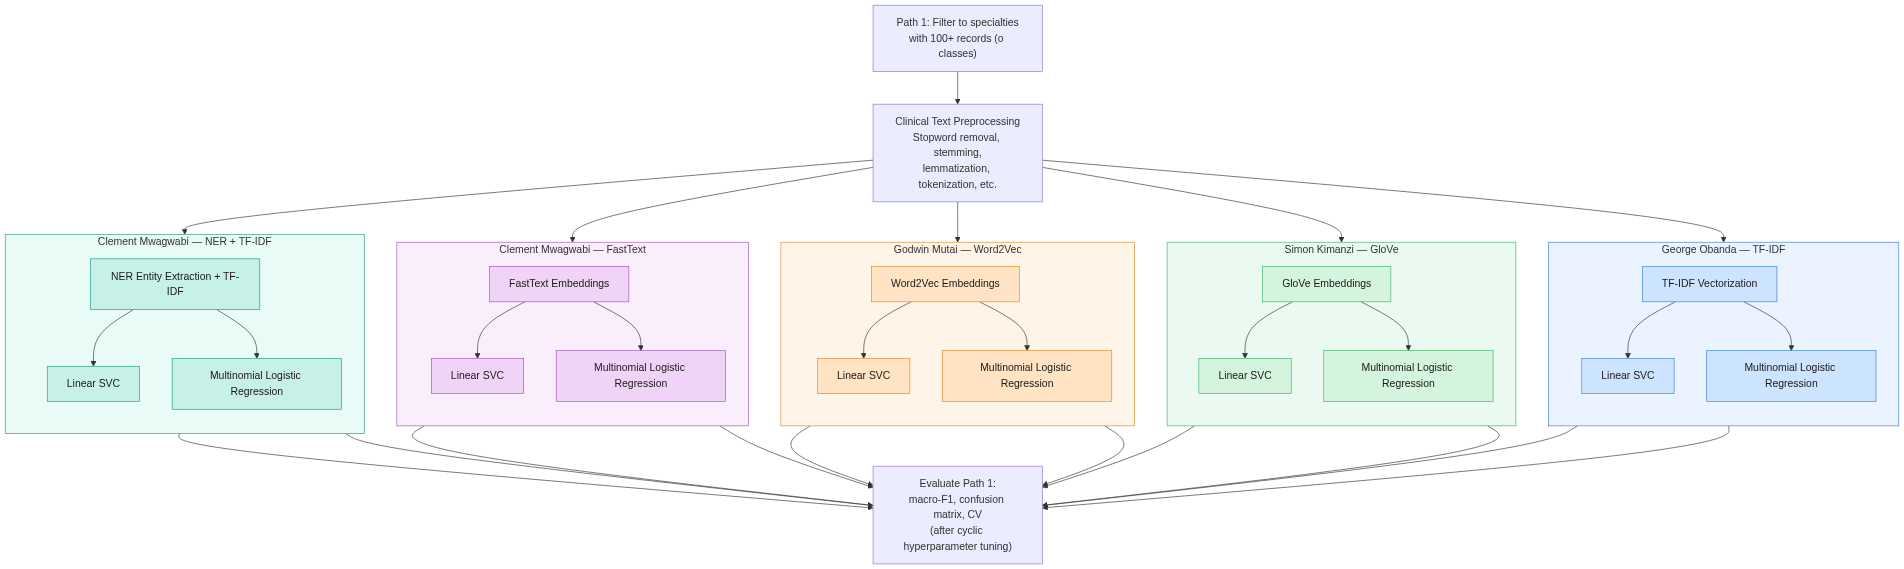 Path 1: Filter to specialties
with 100+ records (o
classes)
Clinical Text Preprocessing
Stopword removal,
stemming,
lemmatization,
tokenization, etc.
Clement Mwagwabi — NER + TF-IDF
NER Entity Extraction + TF-
IDF
Linear SVC
Multinomial Logistic
Regression
Clement Mwagwabi — FastText
FastText Embeddings
Linear SVC
Multinomial Logistic
Regression
Godwin Mutai — Word2Vec
Word2Vec Embeddings
Linear SVC
Multinomial Logistic
Regression
Simon Kimanzi — GloVe
GloVe Embeddings
Linear SVC
Multinomial Logistic
Regression
George Obanda — TF-IDF
TF-IDF Vectorization
Linear SVC
Multinomial Logistic
Regression
Evaluate Path 1:
macro-F1, confusion
matrix, CV
(after cyclic
hyperparameter tuning)